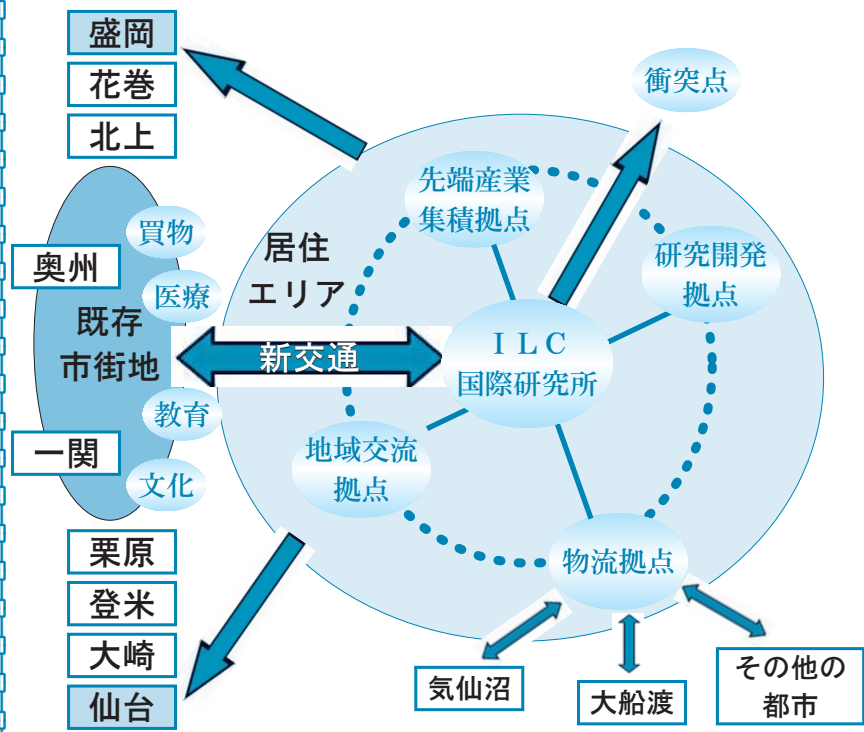 盛岡
花巻
北上
衝突点
先端産業
集積拠点
研究開発
拠点
買物
居住
エリア
奥州
医療
既存
市街地
新交通
ＩＬＣ
国際研究所
教育
一関
地域交流
拠点
文化
物流拠点
栗原
登米
大崎
仙台
気仙沼
大船渡
その他の
都市